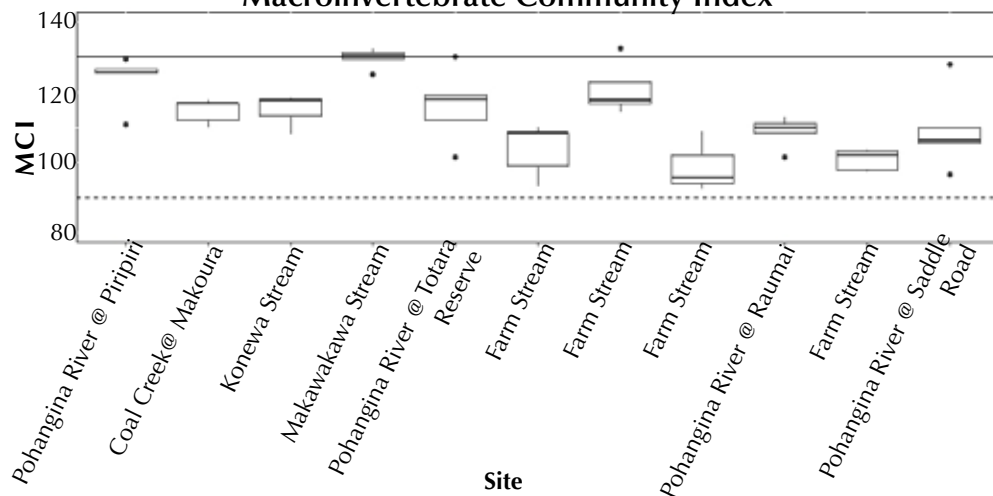 Macroinvertebrate Community Index
140
120
100
80
MCI
Pohangina River @ Piripiri
Coal Creek@ Makoura
Konewa Stream
Makawakawa Stream
Pohangina River @ Totara
Reserve
Farm Stream
Farm Stream
Farm Stream
Pohangina River @ Raumai
Farm Stream
Pohangina River @ Saddle
Road
Site